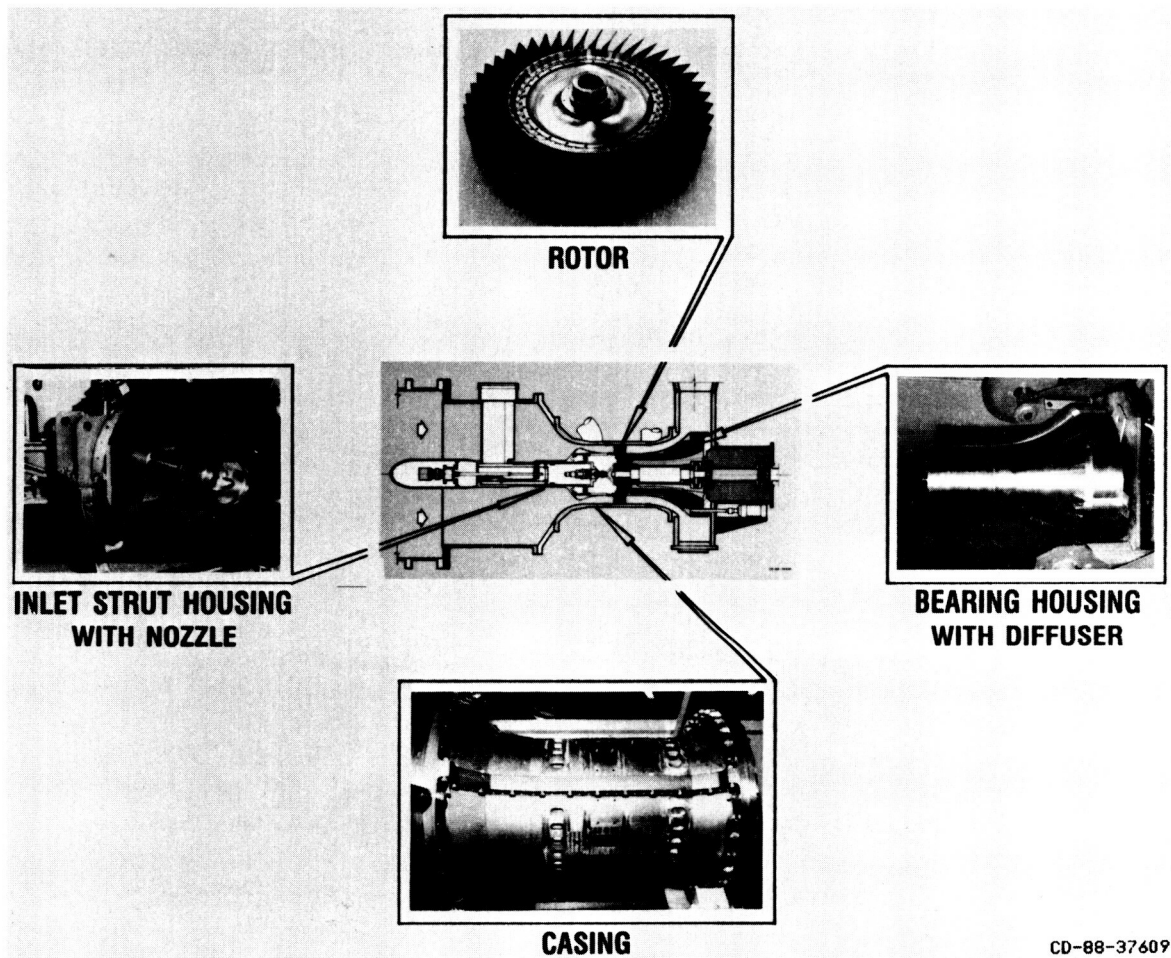 ROTOR
INLET STRUT HOUSING
WITH NOZZLE
BEARING HOUSING
WITH DIFFUSER
CASING
CD-88-37609